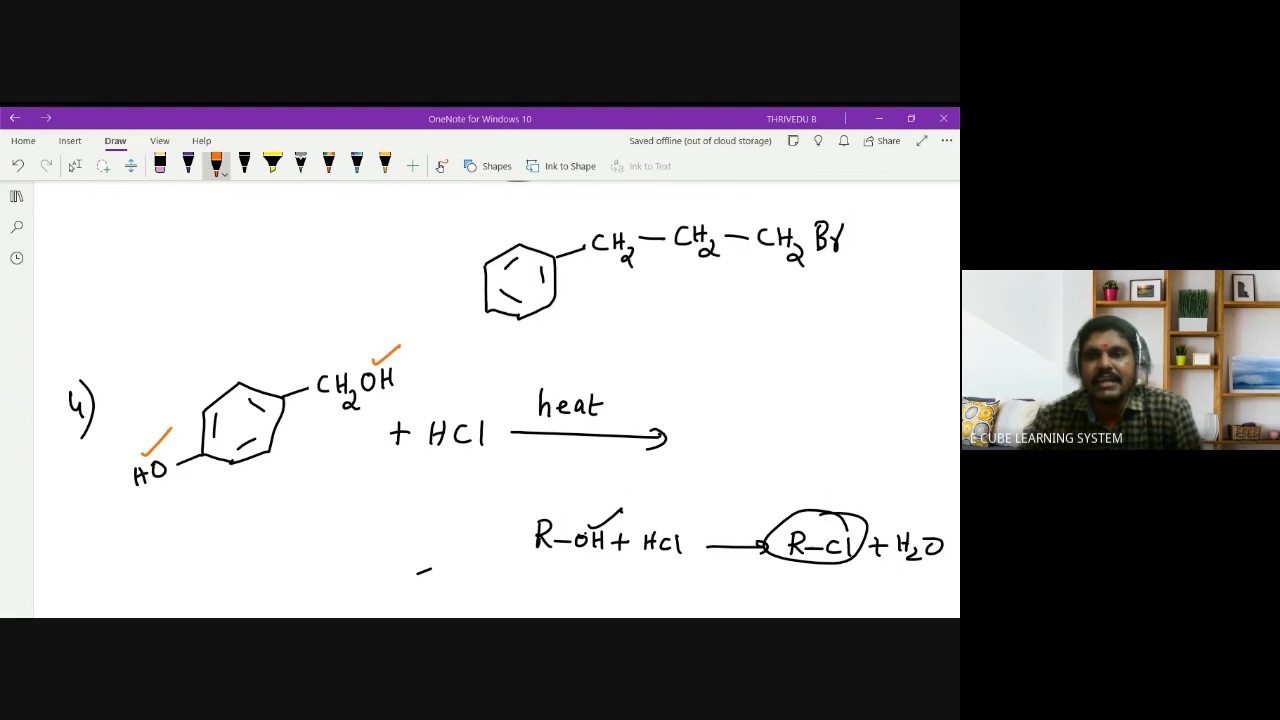 OneNote for Windows 10
THRIVEDU B
Home Insert Draw View Help
Saved offline (out of cloud storage)
Share
Shapes
Ink to Shape
Ink to Text
CH2 — CH2 — CH2 Br
4)
CH2OH
HO
+ HCl
heat
R–OH + HCl → R–Cl + H2O
E CUBE LEARNING SYSTEM